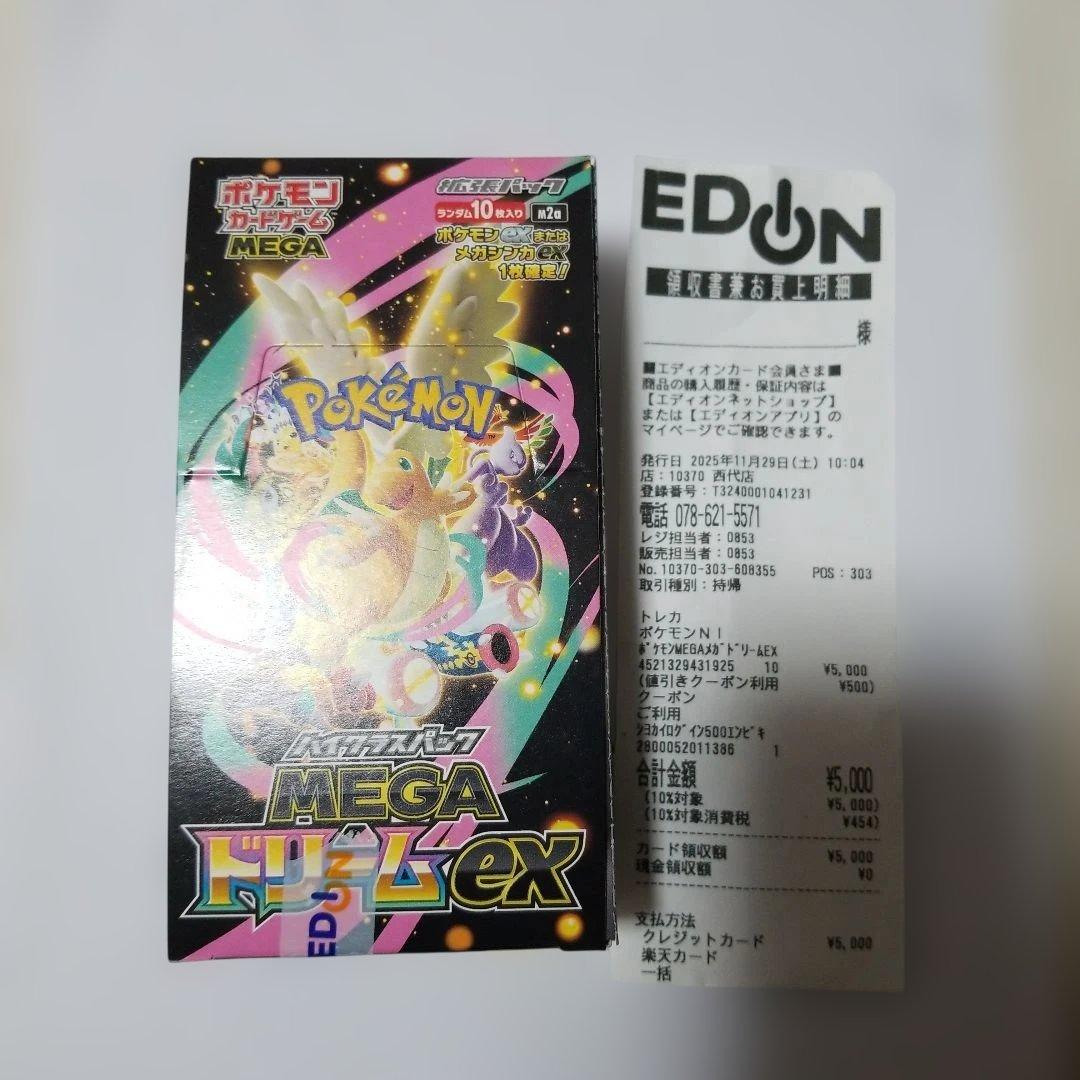 ポケモン
カードゲーム
MEGA
拡張パック
ランダム10枚入り m2a
ポケモンexまたは
メガシンカex
1枚確定!
POKéMON
TM
ハイクラスパック
MEGA
ドリームex
EDION
EDION
領収書兼お買上明細
様
■エディオンカード会員さま■
商品の購入履歴・保証内容は
【エディオンネットショップ】
または【エディオンアプリ】の
マイページでご確認できます。
発行日 2025年11月29日(土) 10:04
店:10370 西代店
登録番号:T3240001041231
電話 078-621-5571
レジ担当者:0853
販売担当者:0853
No.10370-303-608355 POS:303
取引種別:持帰
トレカ
ポケモンNI
ポケモンMEGAメガドリームEX
4521329431925 10 ¥5,000
(値引きクーポン利用 ¥500)
クーポン
ご利用
ショカイログイン500エンビキ
2800052011386 1
合計金額 ¥5,000
(10%対象 ¥5,000)
(10%対象消費税 ¥454)
カード領収額 ¥5,000
現金領収額 ¥0
支払方法
クレジットカード ¥5,000
楽天カード
一括